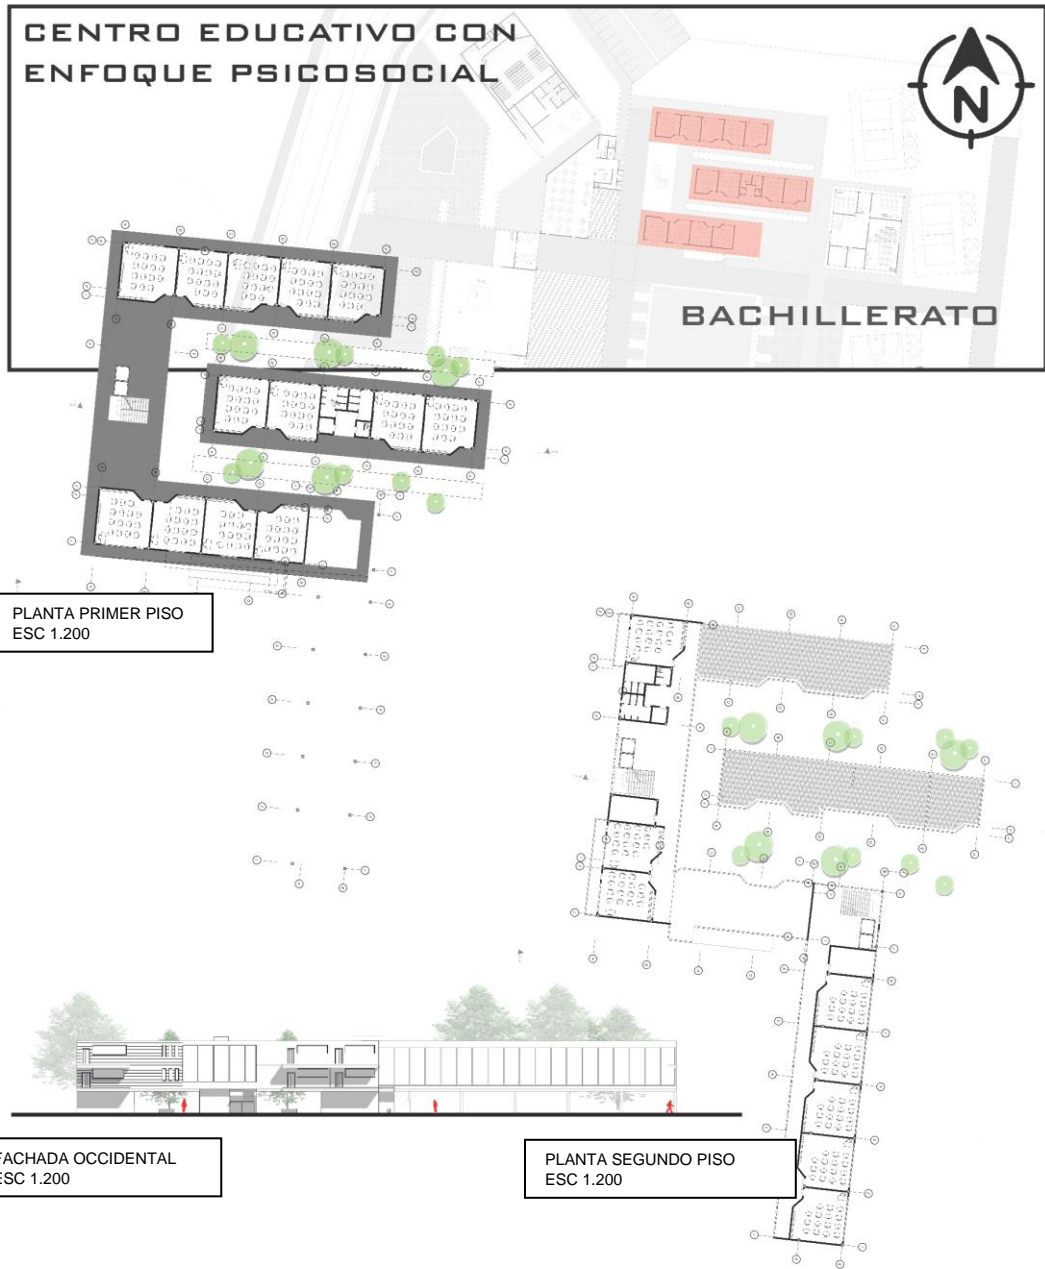 CENTRO EDUCATIVO CON
ENFOQUE PSICOSOCIAL
N
BACHILLERATO
PLANTA PRIMER PISO
ESC 1.200
FACHADA OCCIDENTAL
ESC 1.200
PLANTA SEGUNDO PISO
ESC 1.200